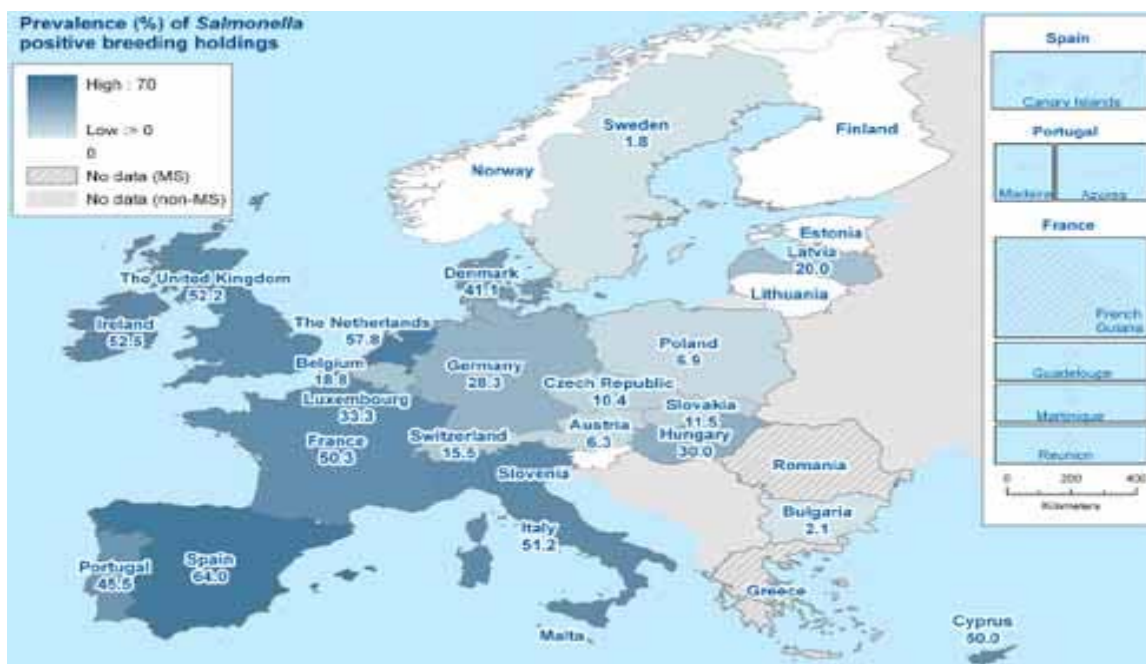 Prevalence (%) of Salmonella
positive breeding holdings
High : 70
Low :> 0
0
No data (MS)
No data (non-MS)
Sweden
1.8
Finland
Norway
Estonia
Latvia
20.0
Lithuania
Denmark
41.1
The United Kingdom
52.2
Ireland
52.5
The Netherlands
57.8
Belgium
18.8
Luxembourg
33.3
Germany
28.3
Poland
6.9
Czech Republic
10.4
Slovakia
11.5
Austria
6.3
Hungary
30.0
Switzerland
15.5
France
50.3
Slovenia
Romania
Bulgaria
2.1
Italy
51.2
Spain
64.0
Portugal
45.5
Greece
Malta
Cyprus
50.0
Spain
Canary Islands
Portugal
Madeira
Azores
France
French
Guiana
Guadeloupe
Martinique
Reunion
0 200 400
Kilometers